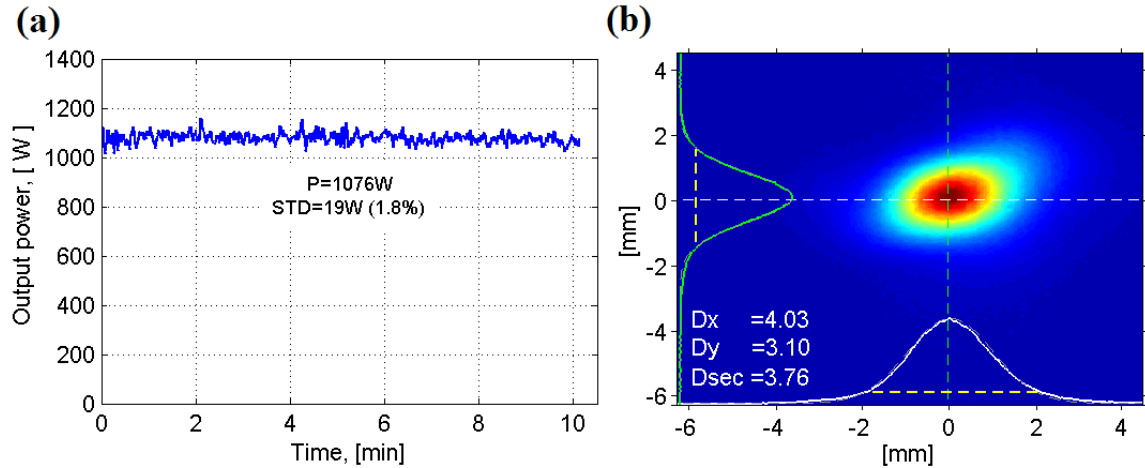 (a)
1400
1200
1000
800
600
400
200
0
0 2 4 6 8 10
Output power, [ W ]
Time, [min]
P=1076W
STD=19W (1.8%)
(b)
4
2
0
-2
-4
-6
-6 -4 -2 0 2 4
[mm]
[mm]
Dx =4.03
Dy =3.10
Dsec =3.76